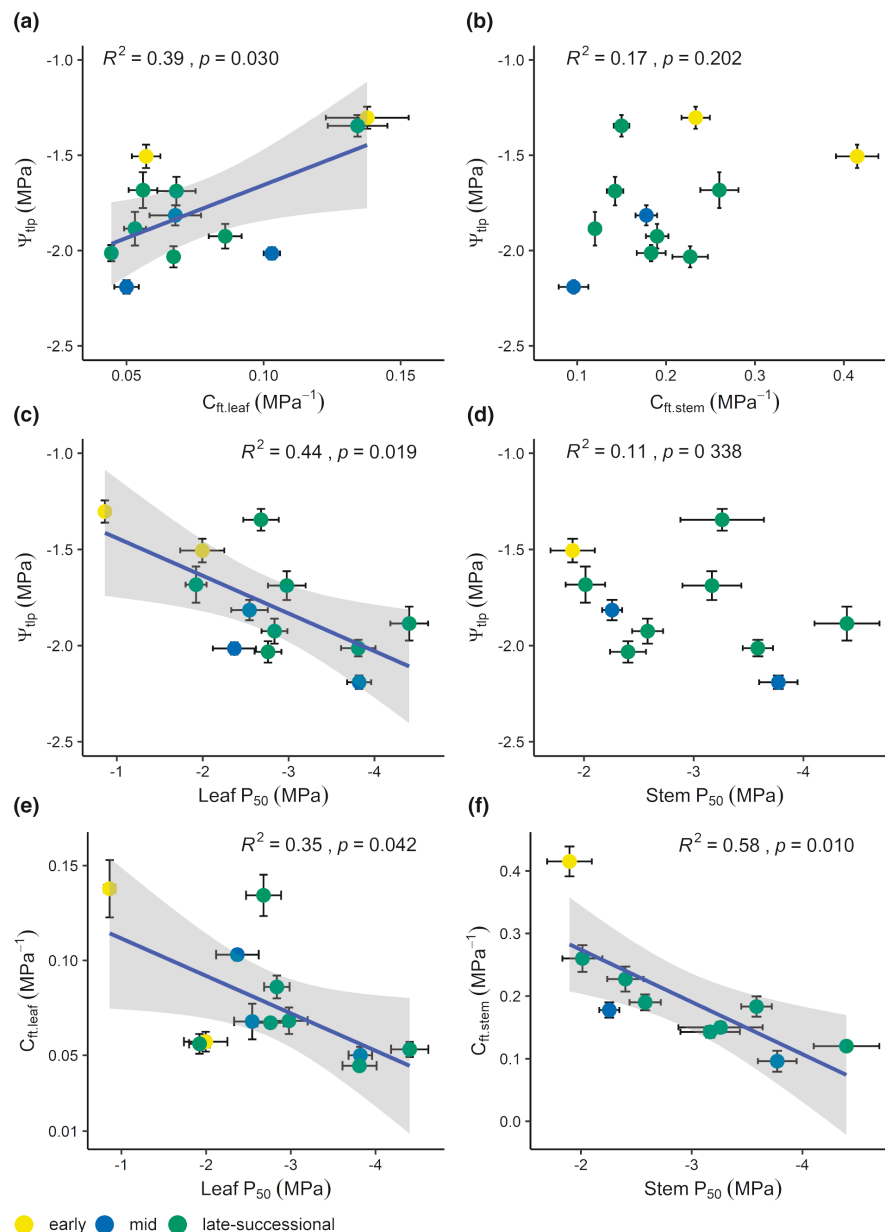 (a)
R² = 0.39 , p = 0.030
-1.0
-1.5
-2.0
-2.5
Ψtlp (MPa)
0.05
0.10
0.15
Cft.leaf (MPa⁻¹)
(b)
R² = 0.17 , p = 0.202
-1.0
-1.5
-2.0
-2.5
Ψtlp (MPa)
0.1
0.2
0.3
0.4
Cft.stem (MPa⁻¹)
(c)
R² = 0.44 , p = 0.019
-1.0
-1.5
-2.0
-2.5
Ψtlp (MPa)
-1
-2
-3
-4
Leaf P₅₀ (MPa)
(d)
R² = 0.11 , p = 0 338
-1.0
-1.5
-2.0
-2.5
Ψtlp (MPa)
-2
-3
-4
Stem P₅₀ (MPa)
(e)
R² = 0.35 , p = 0.042
0.15
0.10
0.05
0.01
Cft.leaf (MPa⁻¹)
-1
-2
-3
-4
Leaf P₅₀ (MPa)
(f)
R² = 0.58 , p = 0.010
0.4
0.3
0.2
0.1
0.0
Cft.stem (MPa⁻¹)
-2
-3
-4
Stem P₅₀ (MPa)
early mid late-successional